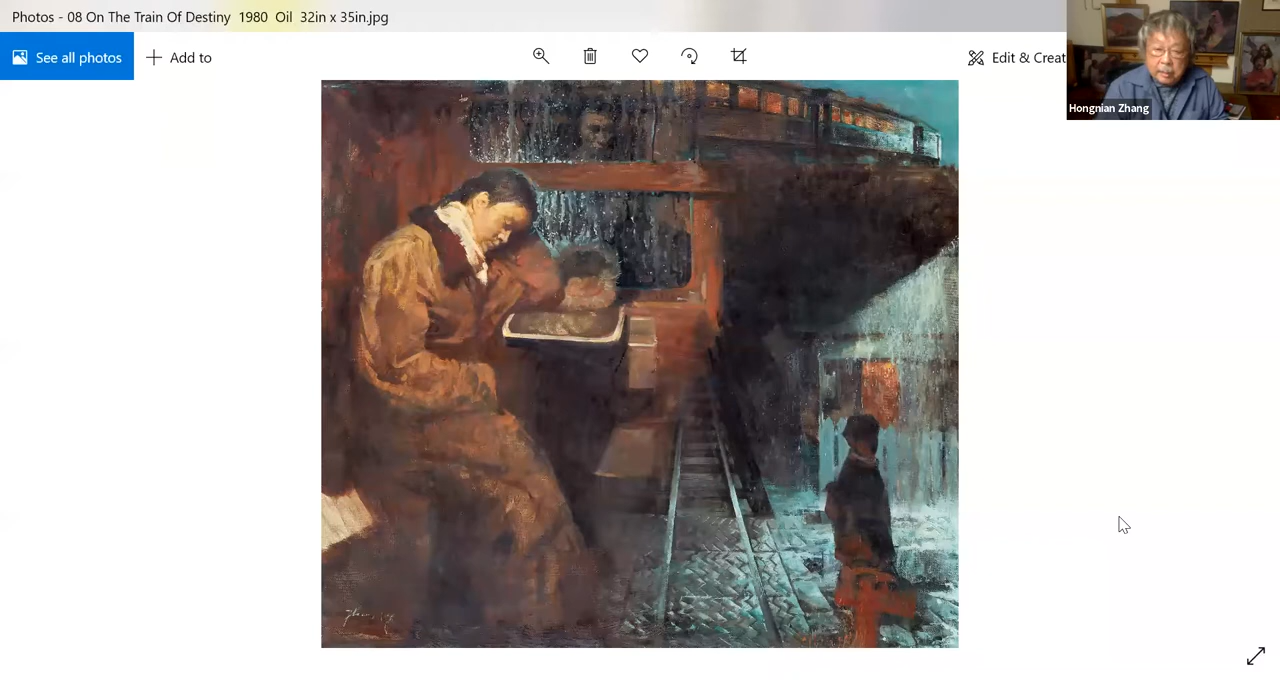 Photos - 08 On The Train Of Destiny 1980 Oil 32in x 35in.jpg
See all photos
Add to
Edit & Creat
Hongnian Zhang